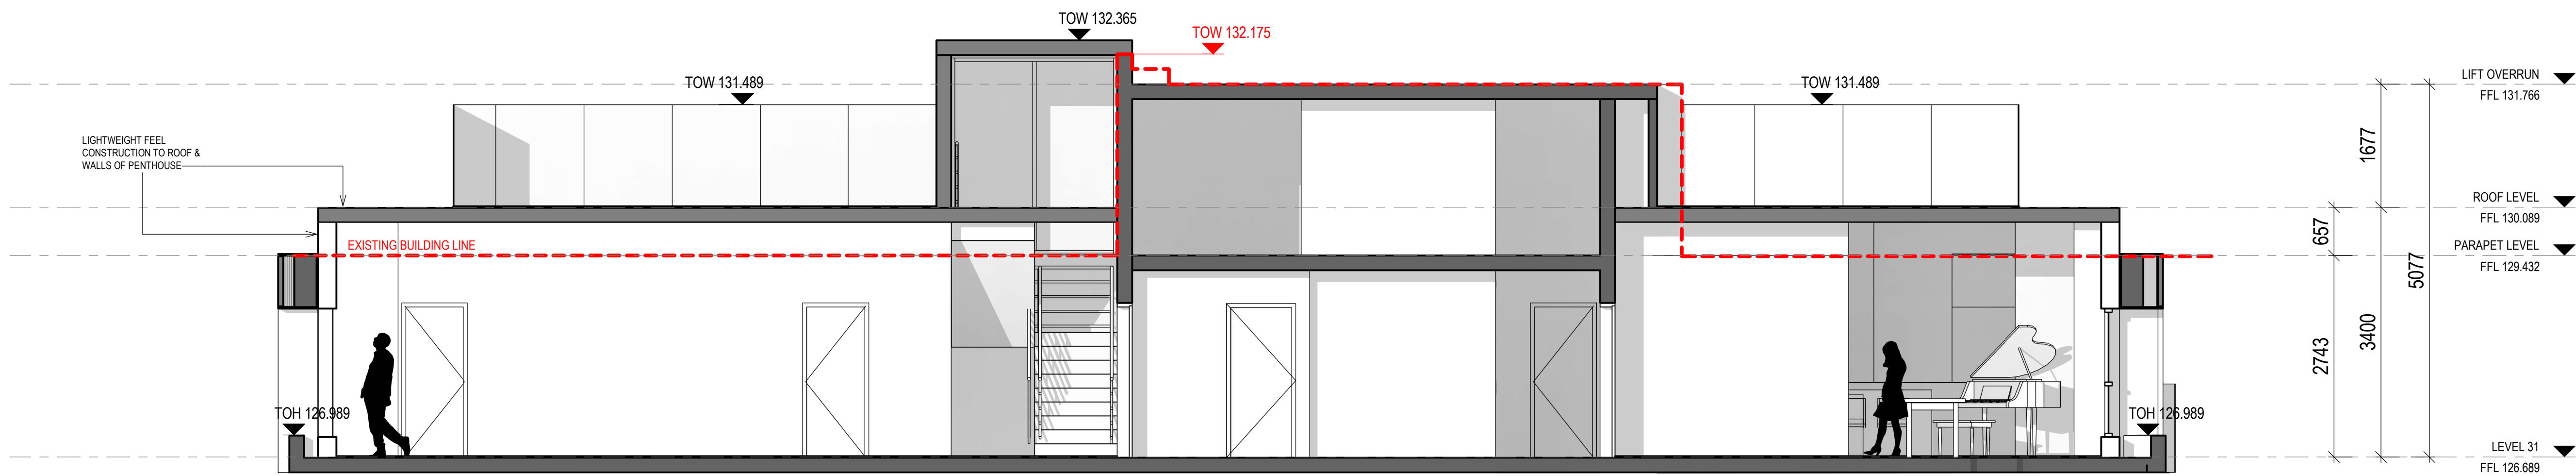 TOW 132.365
TOW 132.175
TOW 131.489
TOW 131.489
LIFT OVERRUN
FFL 131.766
LIGHTWEIGHT FEEL
CONSTRUCTION TO ROOF &
WALLS OF PENTHOUSE
1677
ROOF LEVEL
FFL 130.089
EXISTING BUILDING LINE
657
PARAPET LEVEL
FFL 129.432
5077
3400
2743
TOH 126.989
TOH 126.989
LEVEL 31
FFL 126.689